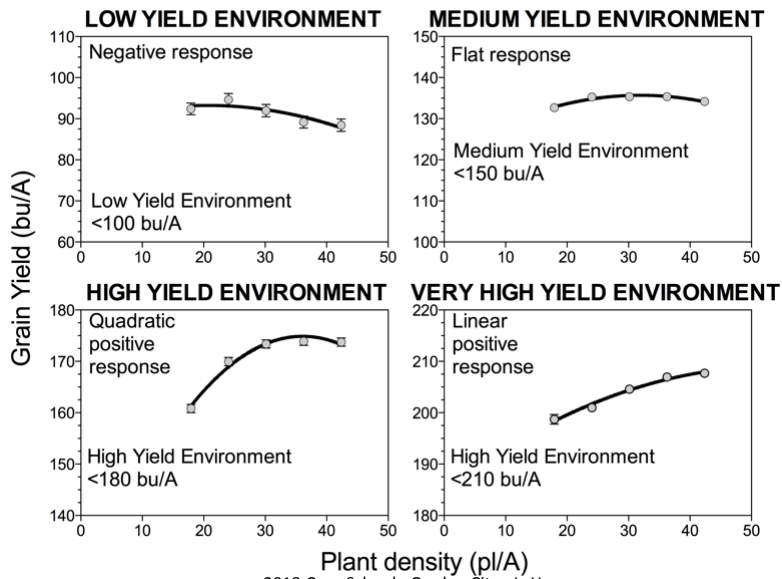 LOW YIELD ENVIRONMENT
Negative response
Low Yield Environment
<100 bu/A
110
100
90
80
70
60
0 10 20 30 40 50
MEDIUM YIELD ENVIRONMENT
Flat response
Medium Yield Environment
<150 bu/A
150
140
130
120
110
100
0 10 20 30 40 50
Grain Yield (bu/A)
HIGH YIELD ENVIRONMENT
Quadratic
positive
response
High Yield Environment
<180 bu/A
180
170
160
150
140
0 10 20 30 40 50
VERY HIGH YIELD ENVIRONMENT
Linear
positive
response
High Yield Environment
<210 bu/A
220
210
200
190
180
0 10 20 30 40 50
Plant density (pl/A)